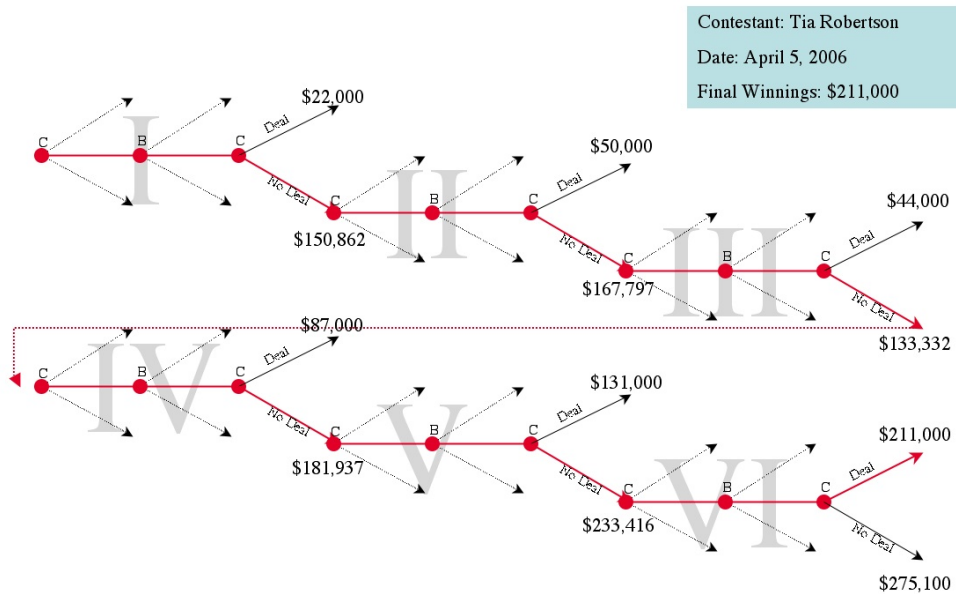 Contestant: Tia Robertson
Date: April 5, 2006
Final Winnings: $211,000
$22,000
I
C
B
C
Deal
No Deal
$50,000
II
C
B
C
Deal
No Deal
$150,862
$44,000
III
C
B
C
Deal
No Deal
$167,797
$133,332
$87,000
IV
C
B
C
Deal
No Deal
$131,000
V
C
B
C
Deal
No Deal
$181,937
$211,000
VI
C
B
C
Deal
No Deal
$233,416
$275,100